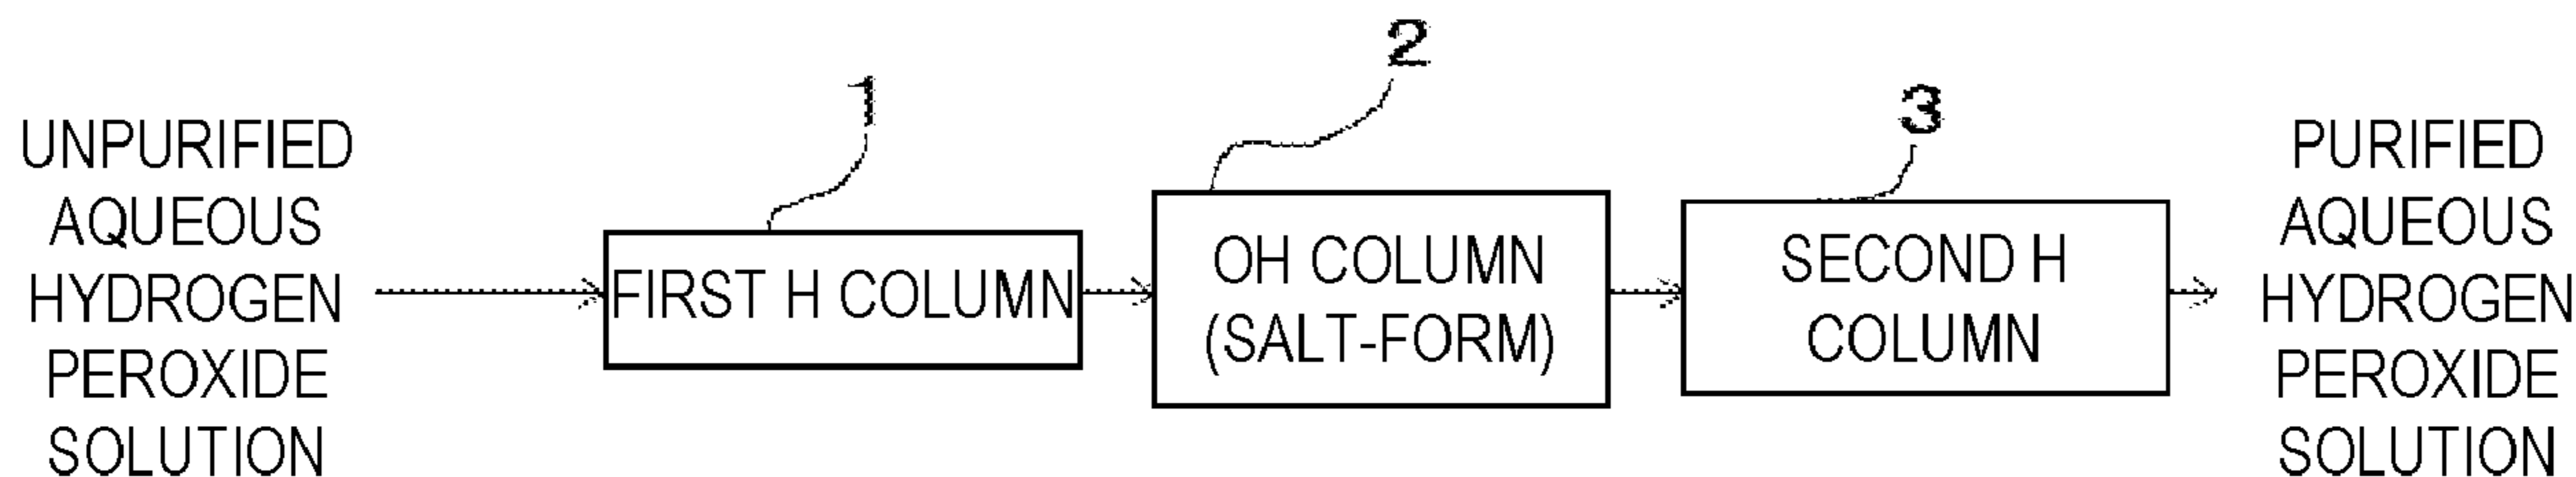 UNPURIFIED
AQUEOUS
HYDROGEN
PEROXIDE
SOLUTION
1
FIRST H COLUMN
2
OH COLUMN
(SALT-FORM)
3
SECOND H
COLUMN
PURIFIED
AQUEOUS
HYDROGEN
PEROXIDE
SOLUTION